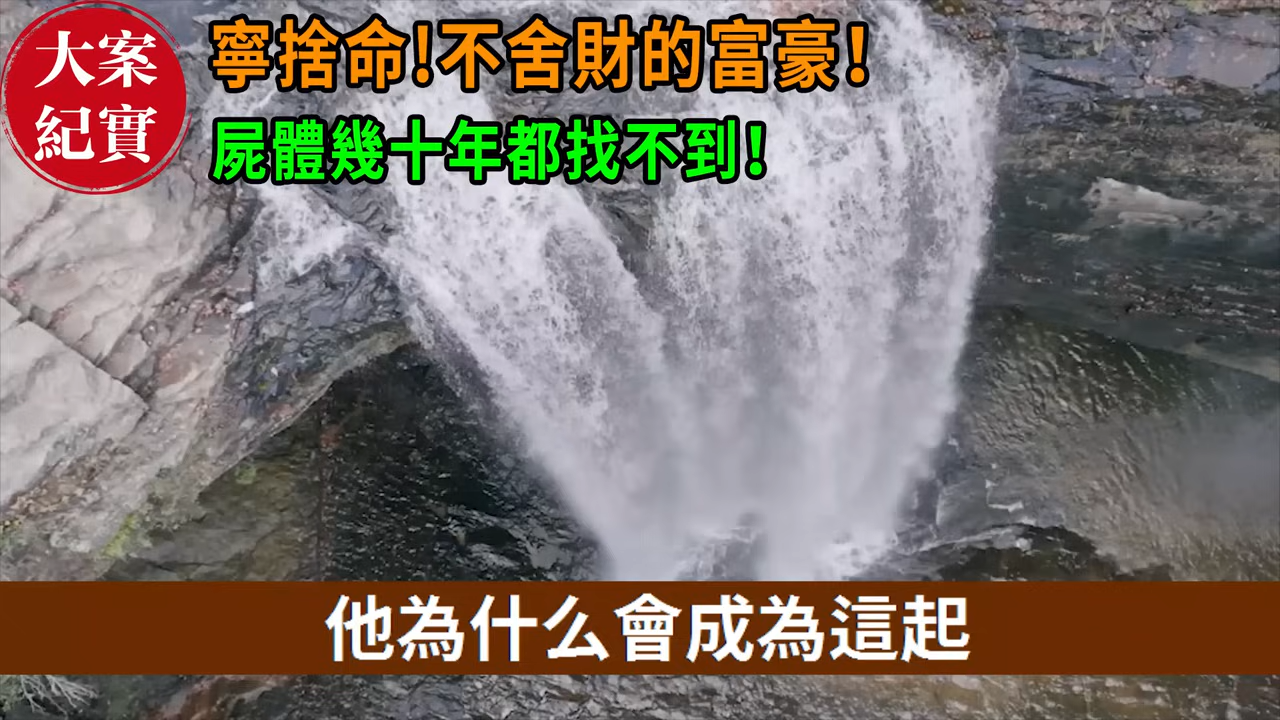 大案
紀實
寧捨命!不舍財的富豪!
屍體幾十年都找不到!
他為什么會成為這起